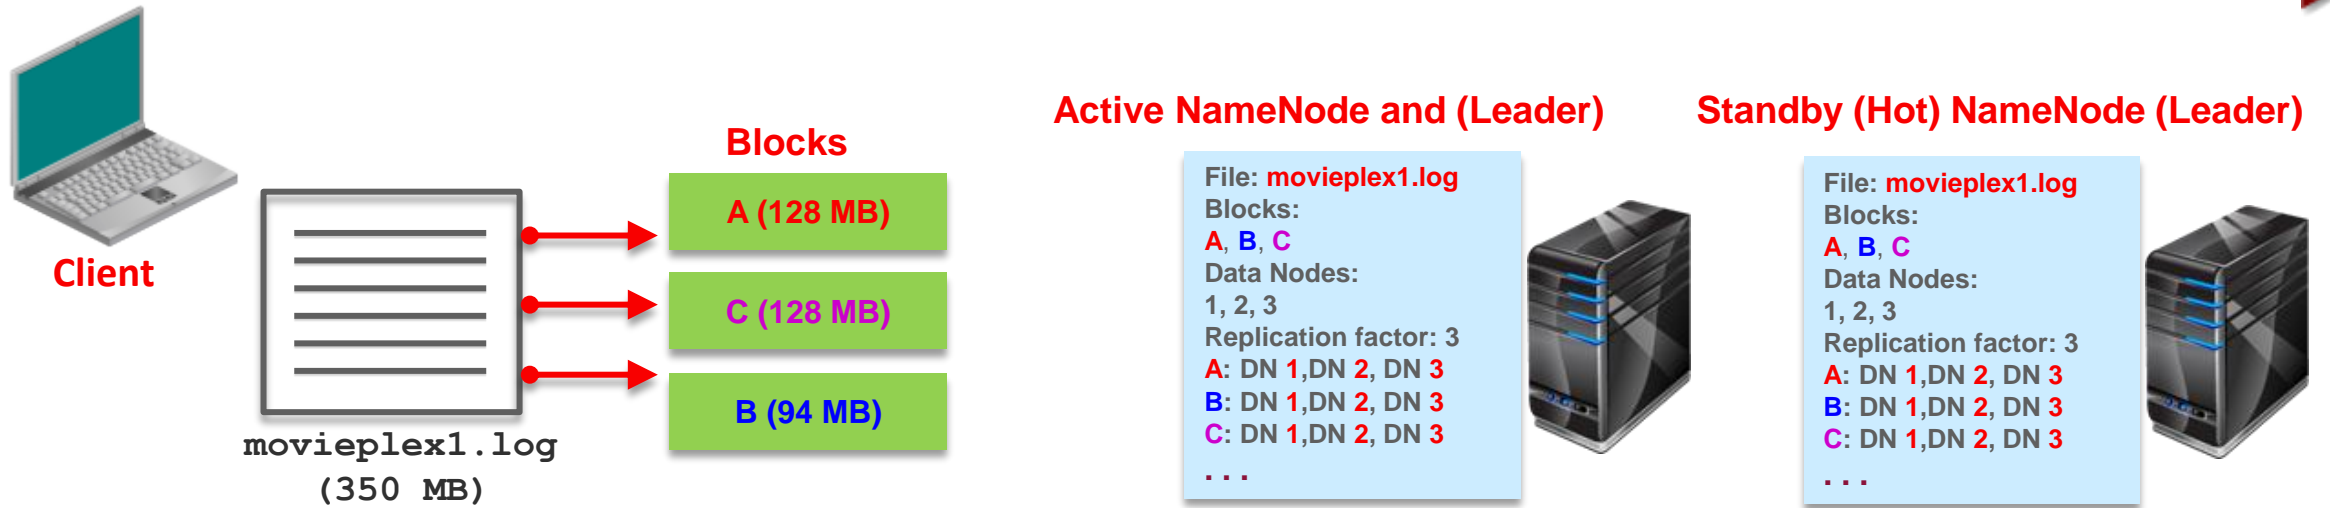 Client
movieplex1.log
(350 MB)
Blocks
A (128 MB)
C (128 MB)
B (94 MB)
Active NameNode and (Leader)
File: movieplex1.log
Blocks:
A, B, C
Data Nodes:
1, 2, 3
Replication factor: 3
A: DN 1,DN 2, DN 3
B: DN 1,DN 2, DN 3
C: DN 1,DN 2, DN 3
. . .
Standby (Hot) NameNode (Leader)
File: movieplex1.log
Blocks:
A, B, C
Data Nodes:
1, 2, 3
Replication factor: 3
A: DN 1,DN 2, DN 3
B: DN 1,DN 2, DN 3
C: DN 1,DN 2, DN 3
. . .